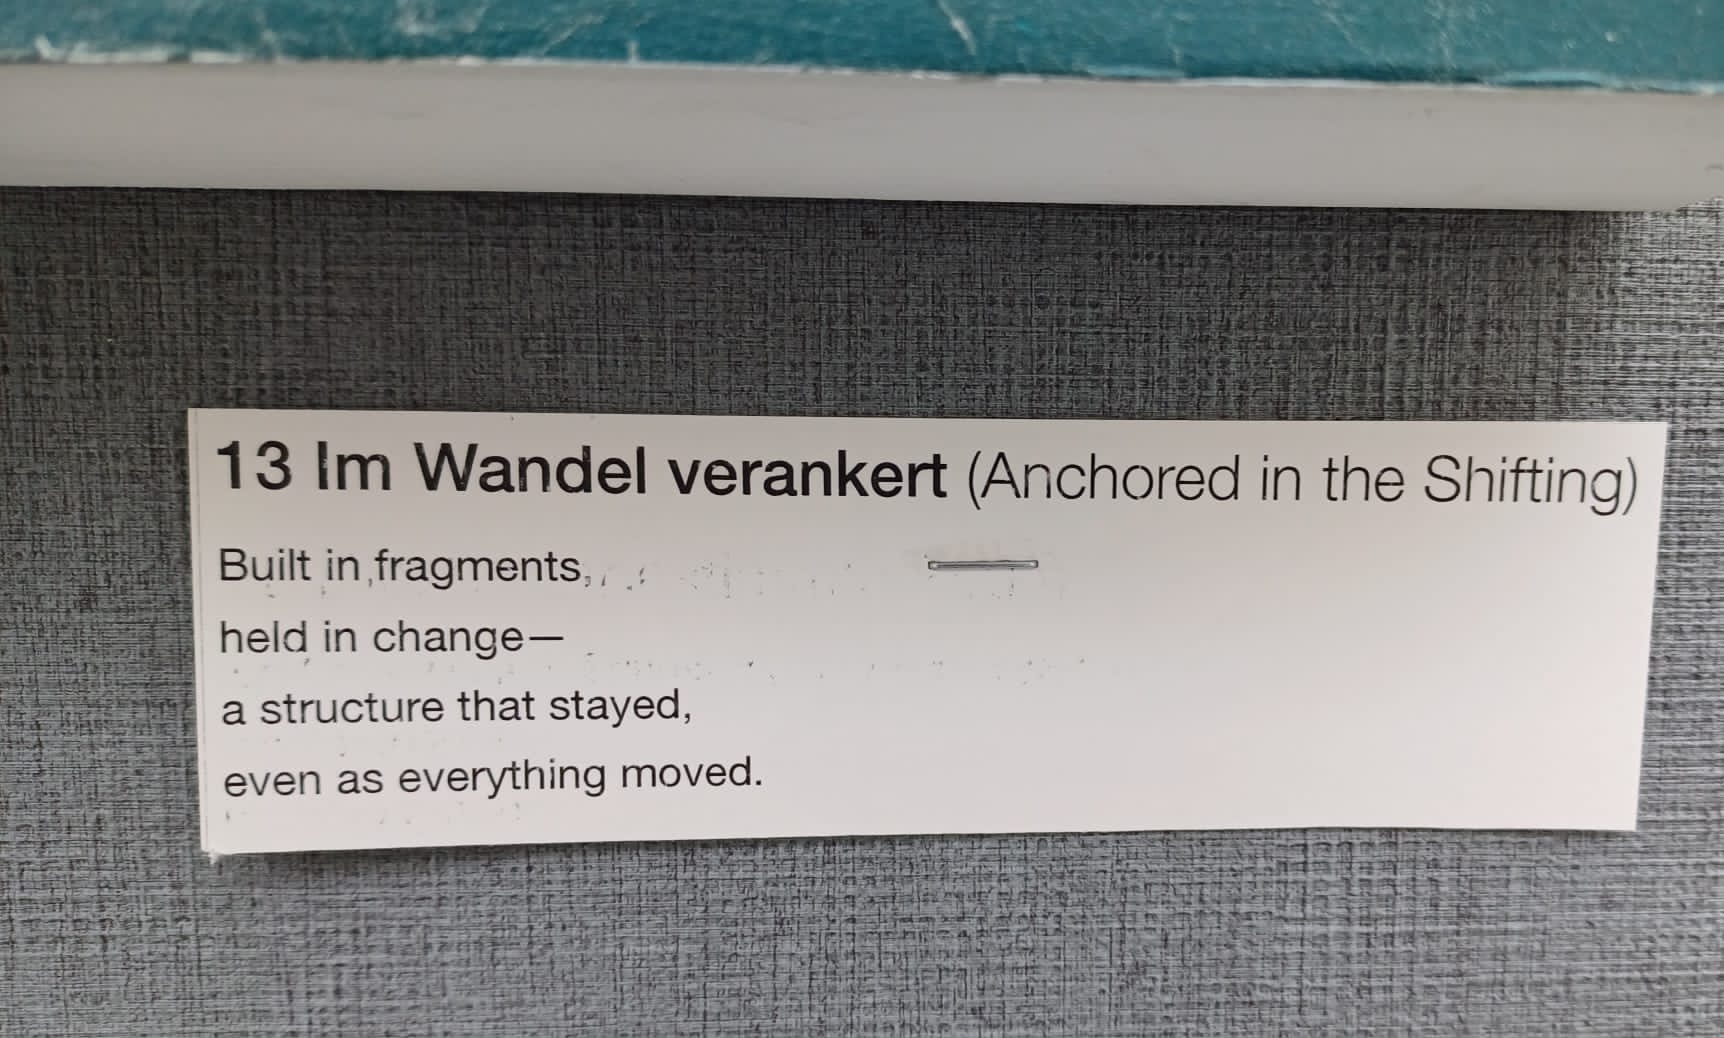 13 Im Wandel verankert (Anchored in the Shifting)
Built in fragments,
held in change—
a structure that stayed,
even as everything moved.